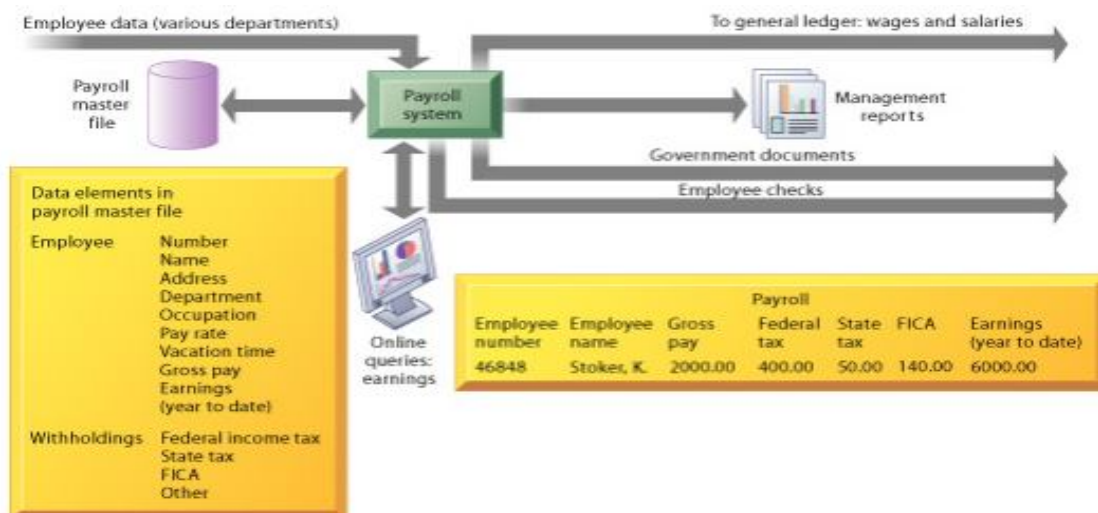 Employee data (various departments)
To general ledger: wages and salaries
Payroll
master
file
Payroll
system
Management
reports
Government documents
Employee checks
Data elements in
payroll master file
Employee Number
Name
Address
Department
Occupation
Pay rate
Vacation time
Gross pay
Earnings
(year to date)
Withholdings Federal income tax
State tax
FICA
Other
Online
queries:
earnings
Payroll
Employee Employee Gross Federal State FICA Earnings
number name pay tax tax (year to date)
46848 Stoker, K. 2000.00 400.00 50.00 140.00 6000.00